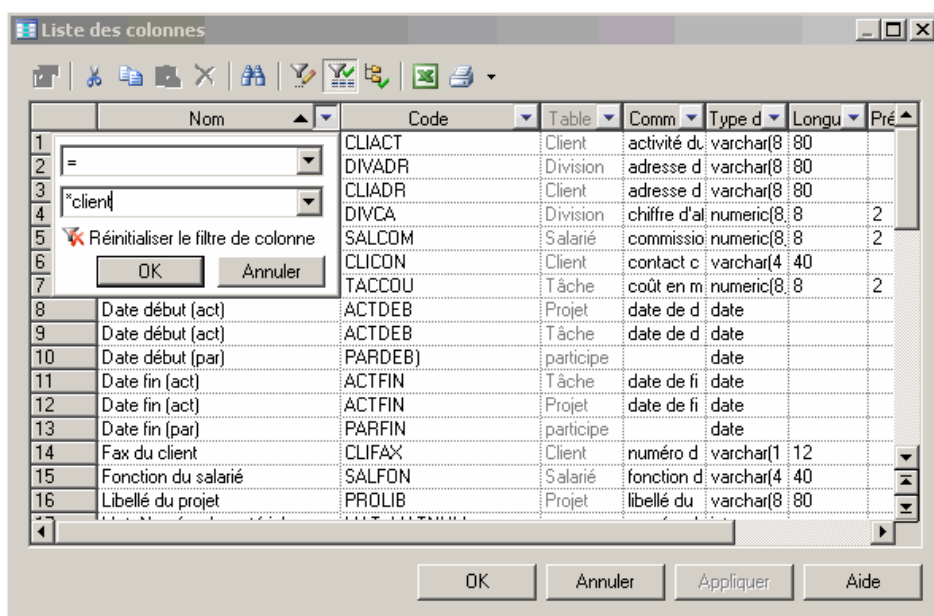 Liste des colonnes
Nom Code Table Comm Type d Longu Pré
=
*client
Réinitialiser le filtre de colonne
OK Annuler
1 CLIACT Client activité du varchar(8 80
2 DIVADR Division adresse d varchar(8 80
3 CLIADR Client adresse d varchar(8 80
4 DIVCA Division chiffre d'af numeric(8, 8 2
5 SALCOM Salarié commissio numeric(8, 8 2
6 CLICON Client contact c varchar(4 40
7 TACCOU Tâche coût en m numeric(8, 8 2
8 Date début (act) ACTDEB Projet date de d date
9 Date début (act) ACTDEB Tâche date de d date
10 Date début (par) PARDEB) participe date
11 Date fin (act) ACTFIN Tâche date de fi date
12 Date fin (act) ACTFIN Projet date de fi date
13 Date fin (par) PARFIN participe date
14 Fax du client CLIFAX Client numéro d varchar(1 12
15 Fonction du salarié SALFON Salarié fonction d varchar(4 40
16 Libellé du projet PROLIB Projet libellé du varchar(8 80
OK Annuler Appliquer Aide